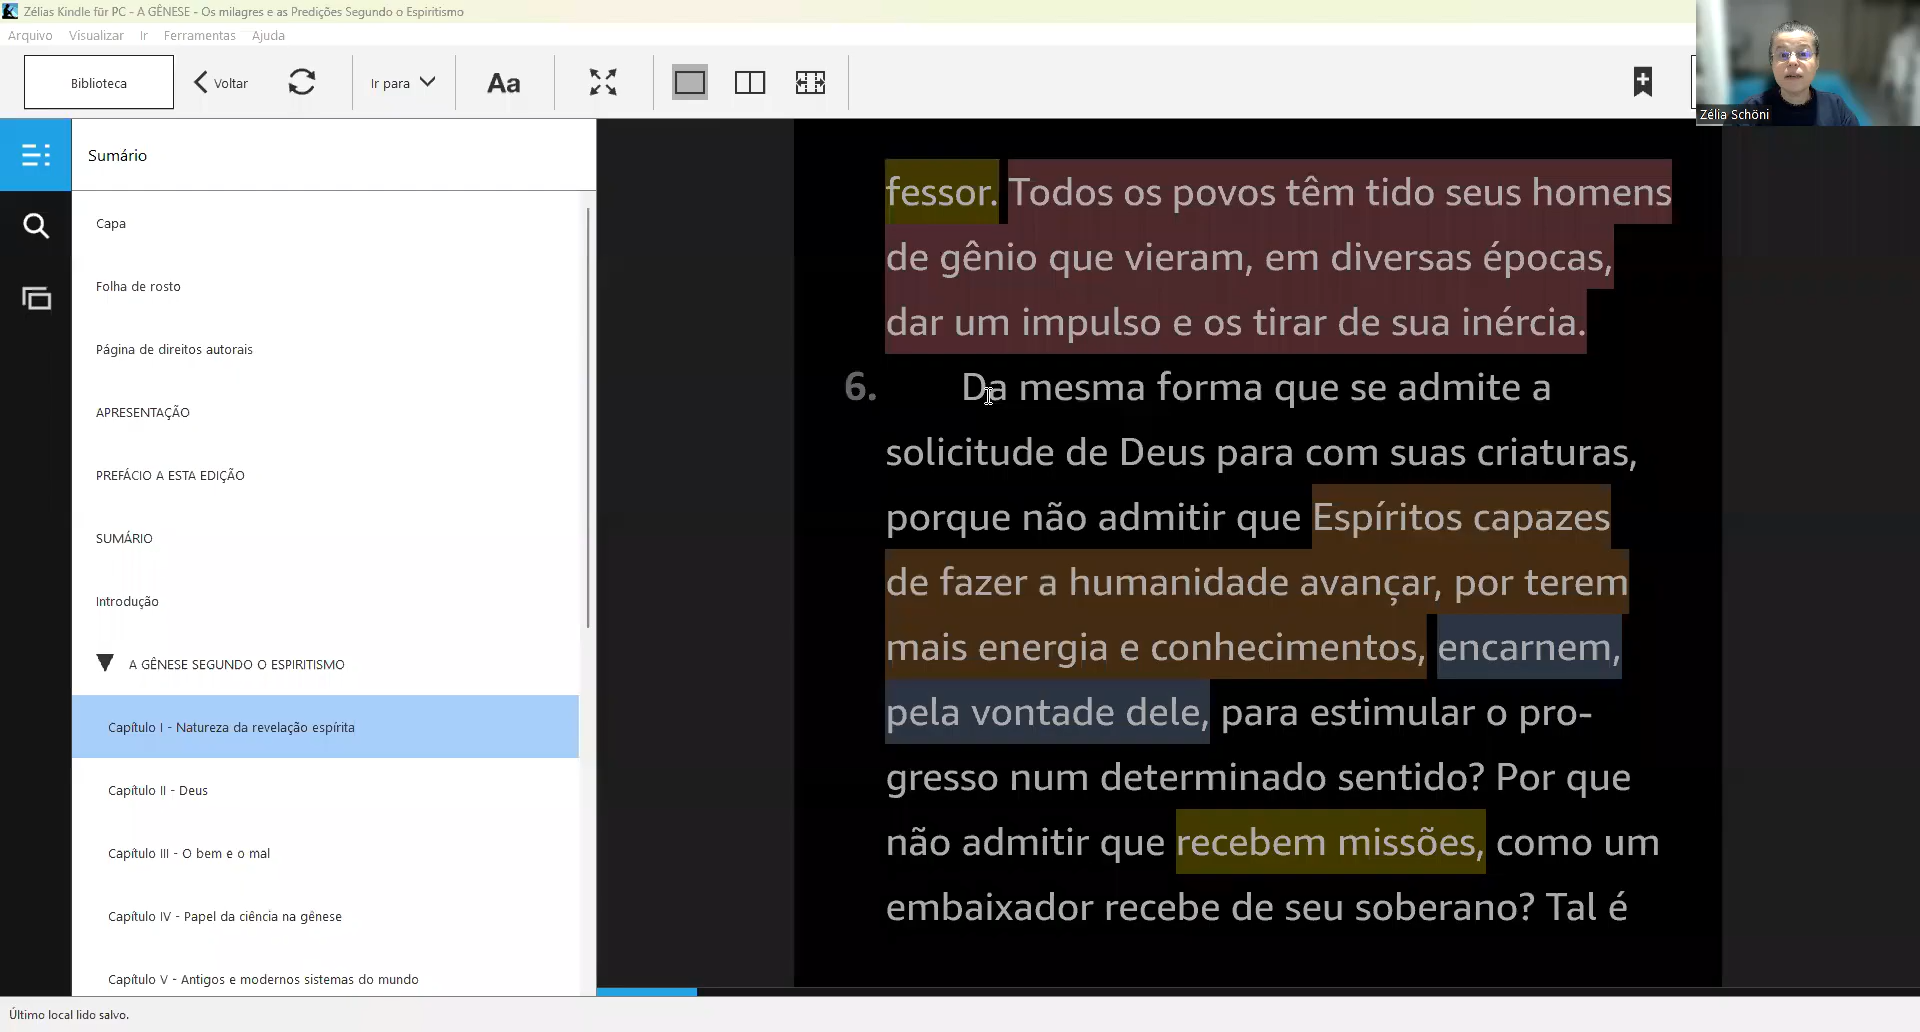 Zélias Kindle für PC - A GÊNESE - Os milagres e as Predições Segundo o Espiritismo
Arquivo Visualizar Ir Ferramentas Ajuda
Biblioteca
Voltar
Ir para
Aa
Zélia Schöni
Sumário
Capa
Folha de rosto
Página de direitos autorais
APRESENTAÇÃO
PREFÁCIO A ESTA EDIÇÃO
SUMÁRIO
Introdução
A GÊNESE SEGUNDO O ESPIRITISMO
Capítulo I - Natureza da revelação espírita
Capítulo II - Deus
Capítulo III - O bem e o mal
Capítulo IV - Papel da ciência na gênese
Capítulo V - Antigos e modernos sistemas do mundo
fessor. Todos os povos têm tido seus homens
de gênio que vieram, em diversas épocas,
dar um impulso e os tirar de sua inércia.
6. Da mesma forma que se admite a
solicitude de Deus para com suas criaturas,
porque não admitir que Espíritos capazes
de fazer a humanidade avançar, por terem
mais energia e conhecimentos, encarnem,
pela vontade dele, para estimular o pro-
gresso num determinado sentido? Por que
não admitir que recebem missões, como um
embaixador recebe de seu soberano? Tal é
Último local lido salvo.